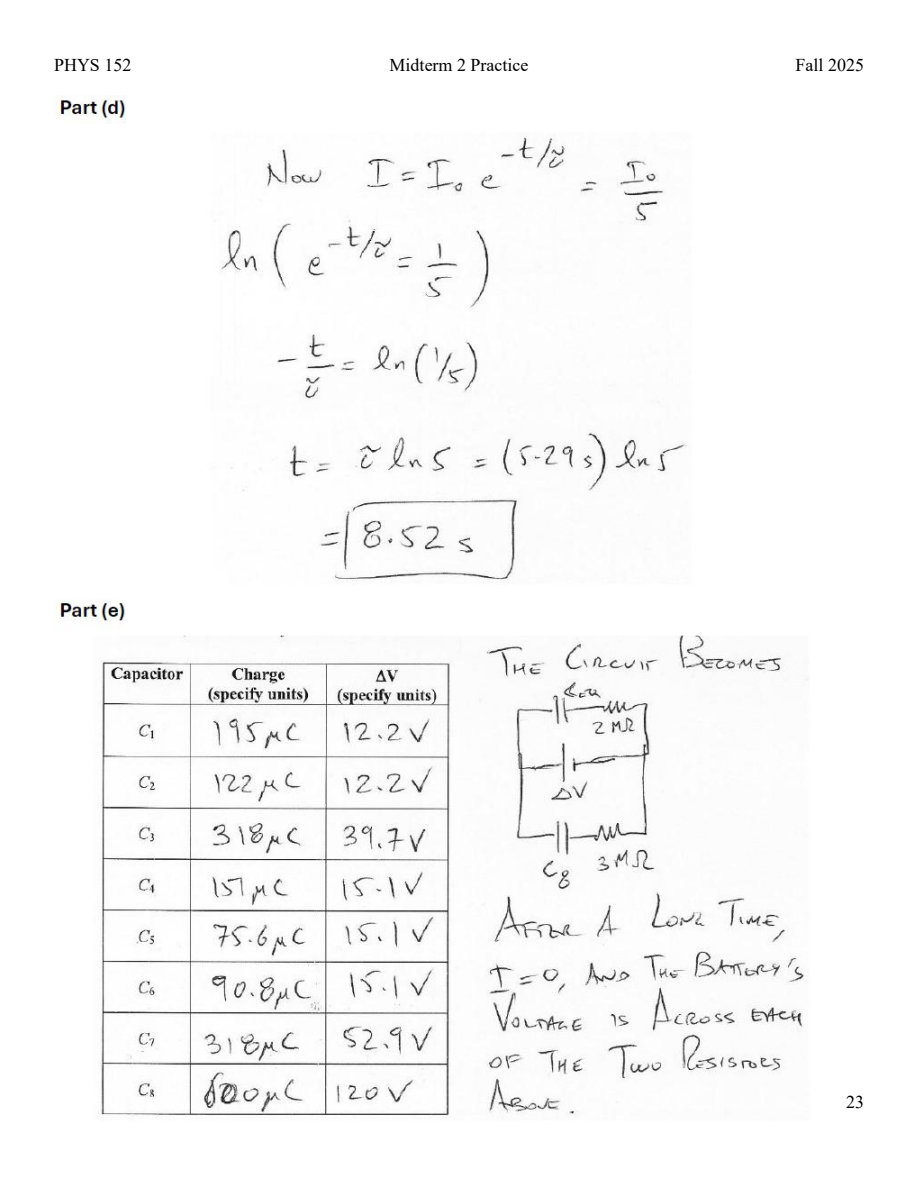 PHYS 152 Midterm 2 Practice Fall 2025
Part (d)
Now I = I₀ e^(-t/τ) = I₀/5
ln ( e^(-t/τ) = 1/5 )
- t/τ = ln (1/5)
t = τ ln 5 = (5.29 s) ln 5
= 8.52 s
Part (e)
Capacitor Charge (specify units) ΔV (specify units)
C₁ 195 μC 12.2 V
C₂ 122 μC 12.2 V
C₃ 318 μC 39.7 V
C₄ 151 μC 15.1 V
C₅ 75.6 μC 15.1 V
C₆ 90.8 μC 15.1 V
C₇ 318 μC 52.9 V
C₈ μC 120 V
THE CIRCUIT BECOMES
2 MΩ
ΔV
C₈ 3 MΩ
AFTER A LONG TIME,
I = 0, AND THE BATTERY'S
VOLTAGE IS ACROSS EACH
OF THE TWO RESISTORS
ABOVE.
23